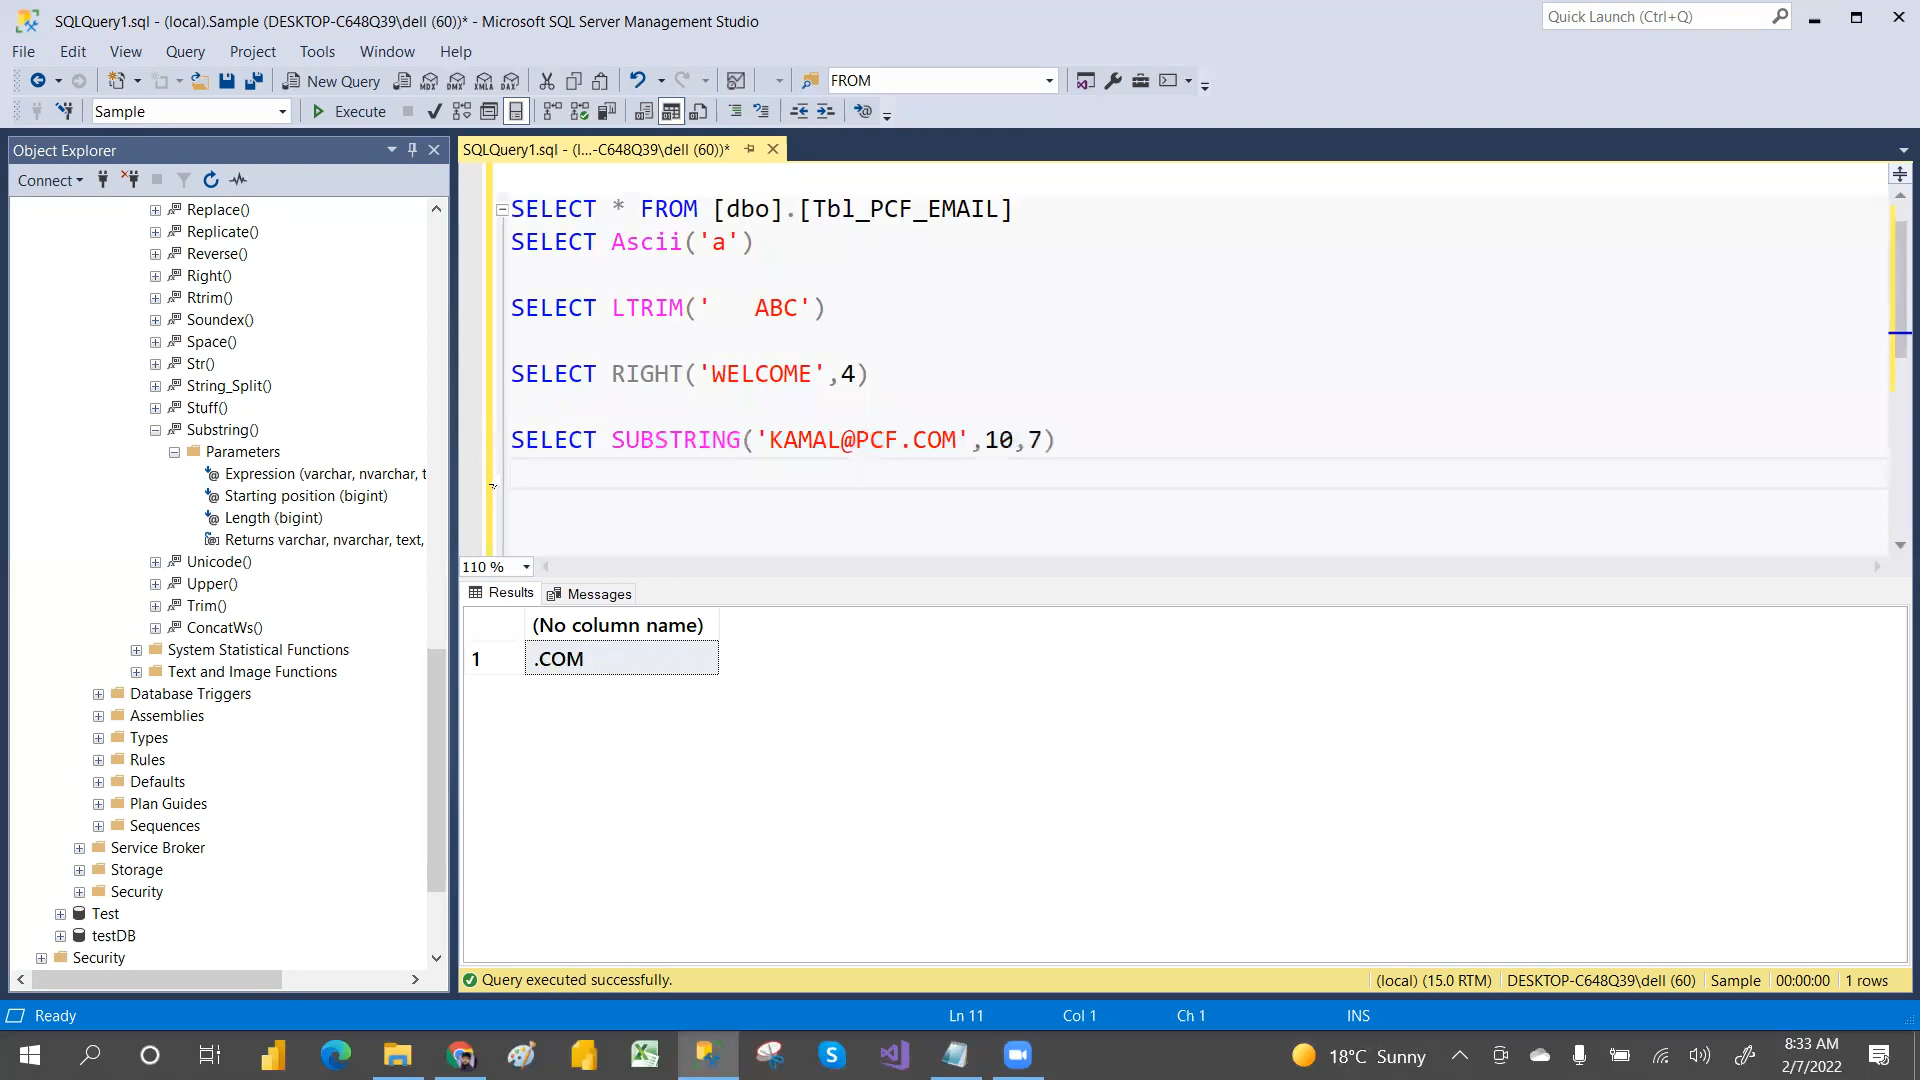 SQLQuery1.sql - (local).Sample (DESKTOP-C648Q39\dell (60))* - Microsoft SQL Server Management Studio
Quick Launch (Ctrl+Q)
File Edit View Query Project Tools Window Help
New Query
MDX DMX XMLA DAX
FROM
Sample
Execute
Object Explorer
SQLQuery1.sql - (l...-C648Q39\dell (60))*
Connect
Replace()
Replicate()
Reverse()
Right()
Rtrim()
Soundex()
Space()
Str()
String_Split()
Stuff()
Substring()
Parameters
Expression (varchar, nvarchar, t
Starting position (bigint)
Length (bigint)
Returns varchar, nvarchar, text,
Unicode()
Upper()
Trim()
ConcatWs()
System Statistical Functions
Text and Image Functions
Database Triggers
Assemblies
Types
Rules
Defaults
Plan Guides
Sequences
Service Broker
Storage
Security
Test
testDB
Security
SELECT * FROM [dbo].[Tbl_PCF_EMAIL]
SELECT Ascii('a')
SELECT LTRIM('   ABC')
SELECT RIGHT('WELCOME',4)
SELECT SUBSTRING('KAMAL@PCF.COM',10,7)
110 %
Results Messages
(No column name)
1 .COM
Query executed successfully.
(local) (15.0 RTM) DESKTOP-C648Q39\dell (60) Sample 00:00:00 1 rows
Ready
Ln 11 Col 1 Ch 1 INS
18°C Sunny
8:33 AM
2/7/2022